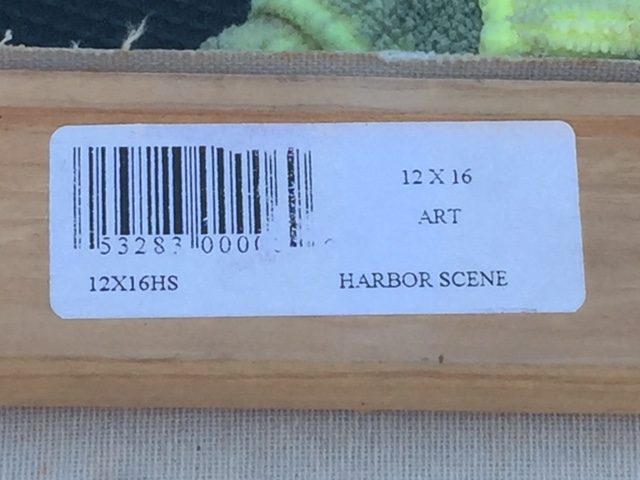 12 X 16
ART
53283 000
12X16HS
HARBOR SCENE